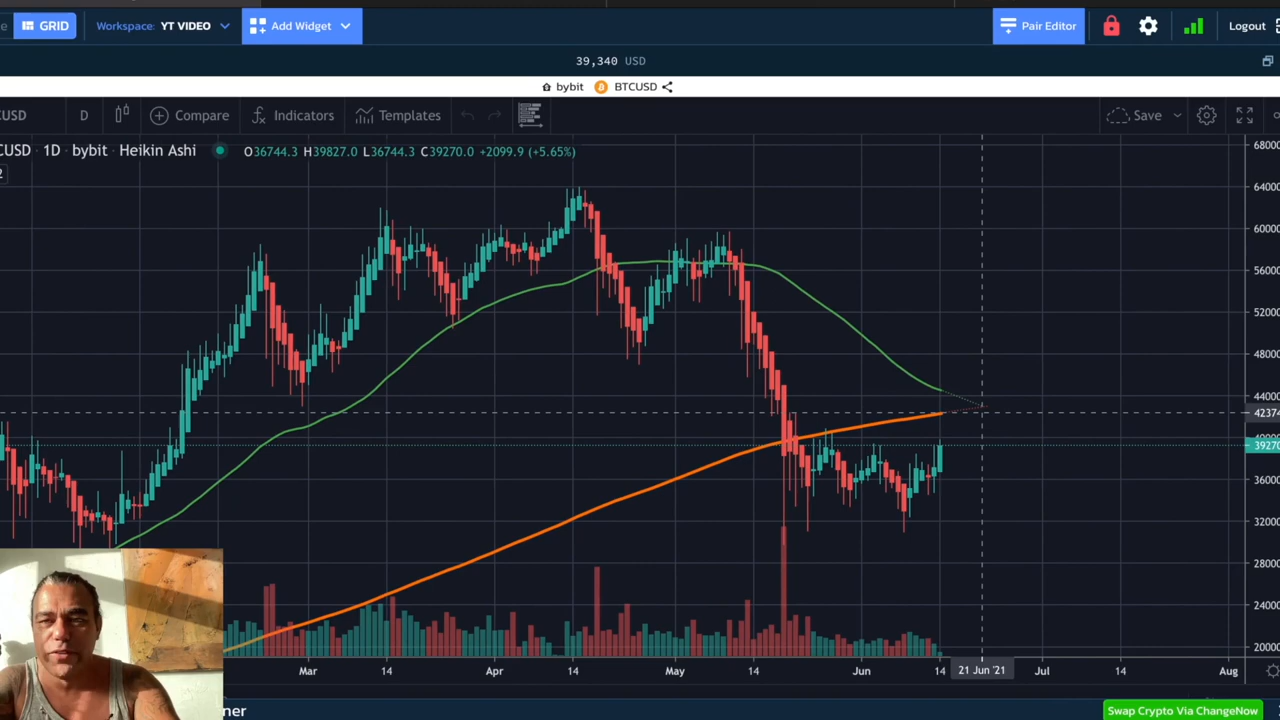 e GRID Workspace: YT VIDEO Add Widget Pair Editor Logout
39,340 USD
bybit BTCUSD
CUSD D Compare Indicators Templates Save
CUSD · 1D · bybit · Heikin Ashi O36744.3 H39827.0 L36744.3 C39270.0 +2099.9 (+5.65%)
2
68000
64000
60000
56000
52000
48000
44000
42374
40000
39270
36000
32000
28000
24000
20000
Mar 14 Apr 14 May 14 Jun 14 21 Jun '21 Jul 14 Aug
ner
Swap Crypto Via ChangeNow